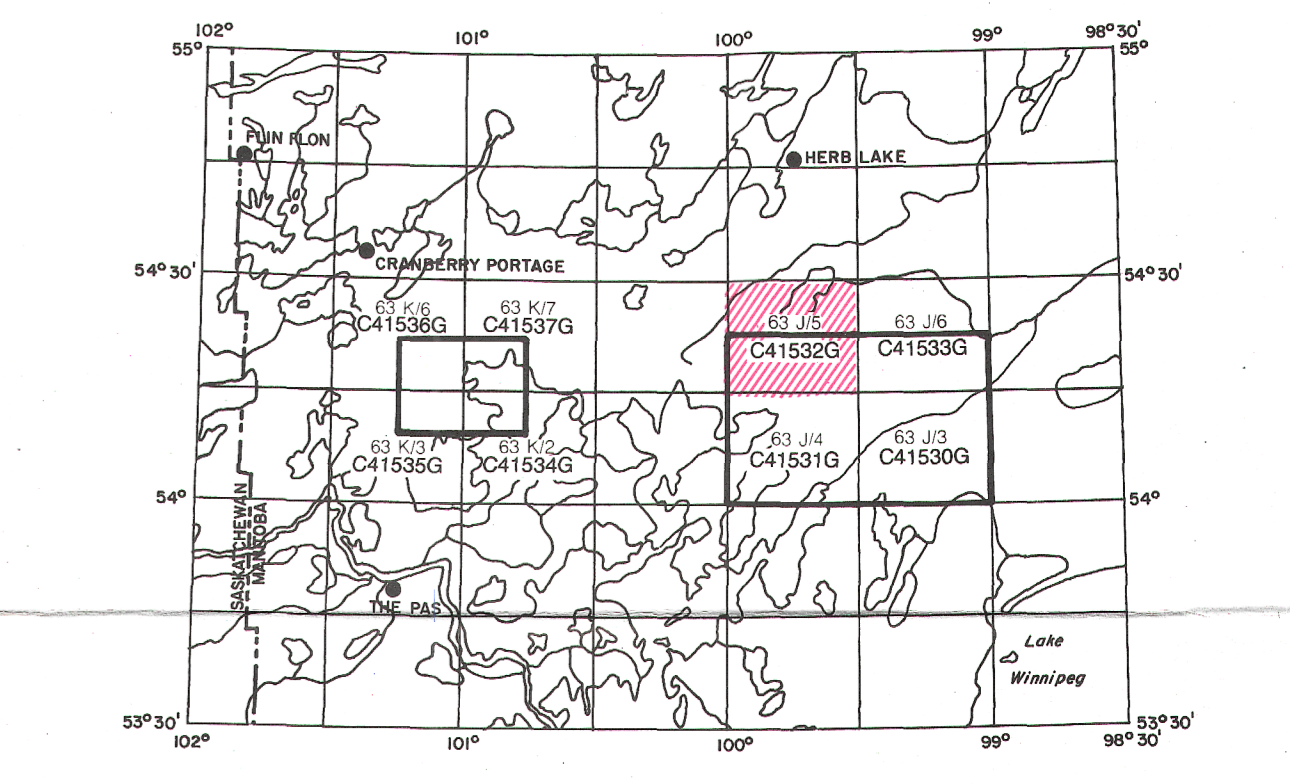 102°
101°
100°
99°
98°30'
55°
55°
FLIN FLON
HERB LAKE
CRANBERRY PORTAGE
54°30'
54°30'
63 K/6
C41536G
63 K/7
C41537G
63 J/5
C41532G
63 J/6
C41533G
63 K/3
C41535G
63 K/2
C41534G
63 J/4
C41531G
63 J/3
C41530G
54°
54°
SASKATCHEWAN
MANITOBA
THE PAS
Lake
Winnipeg
53°30'
53°30'
102°
101°
100°
99°
98°30'